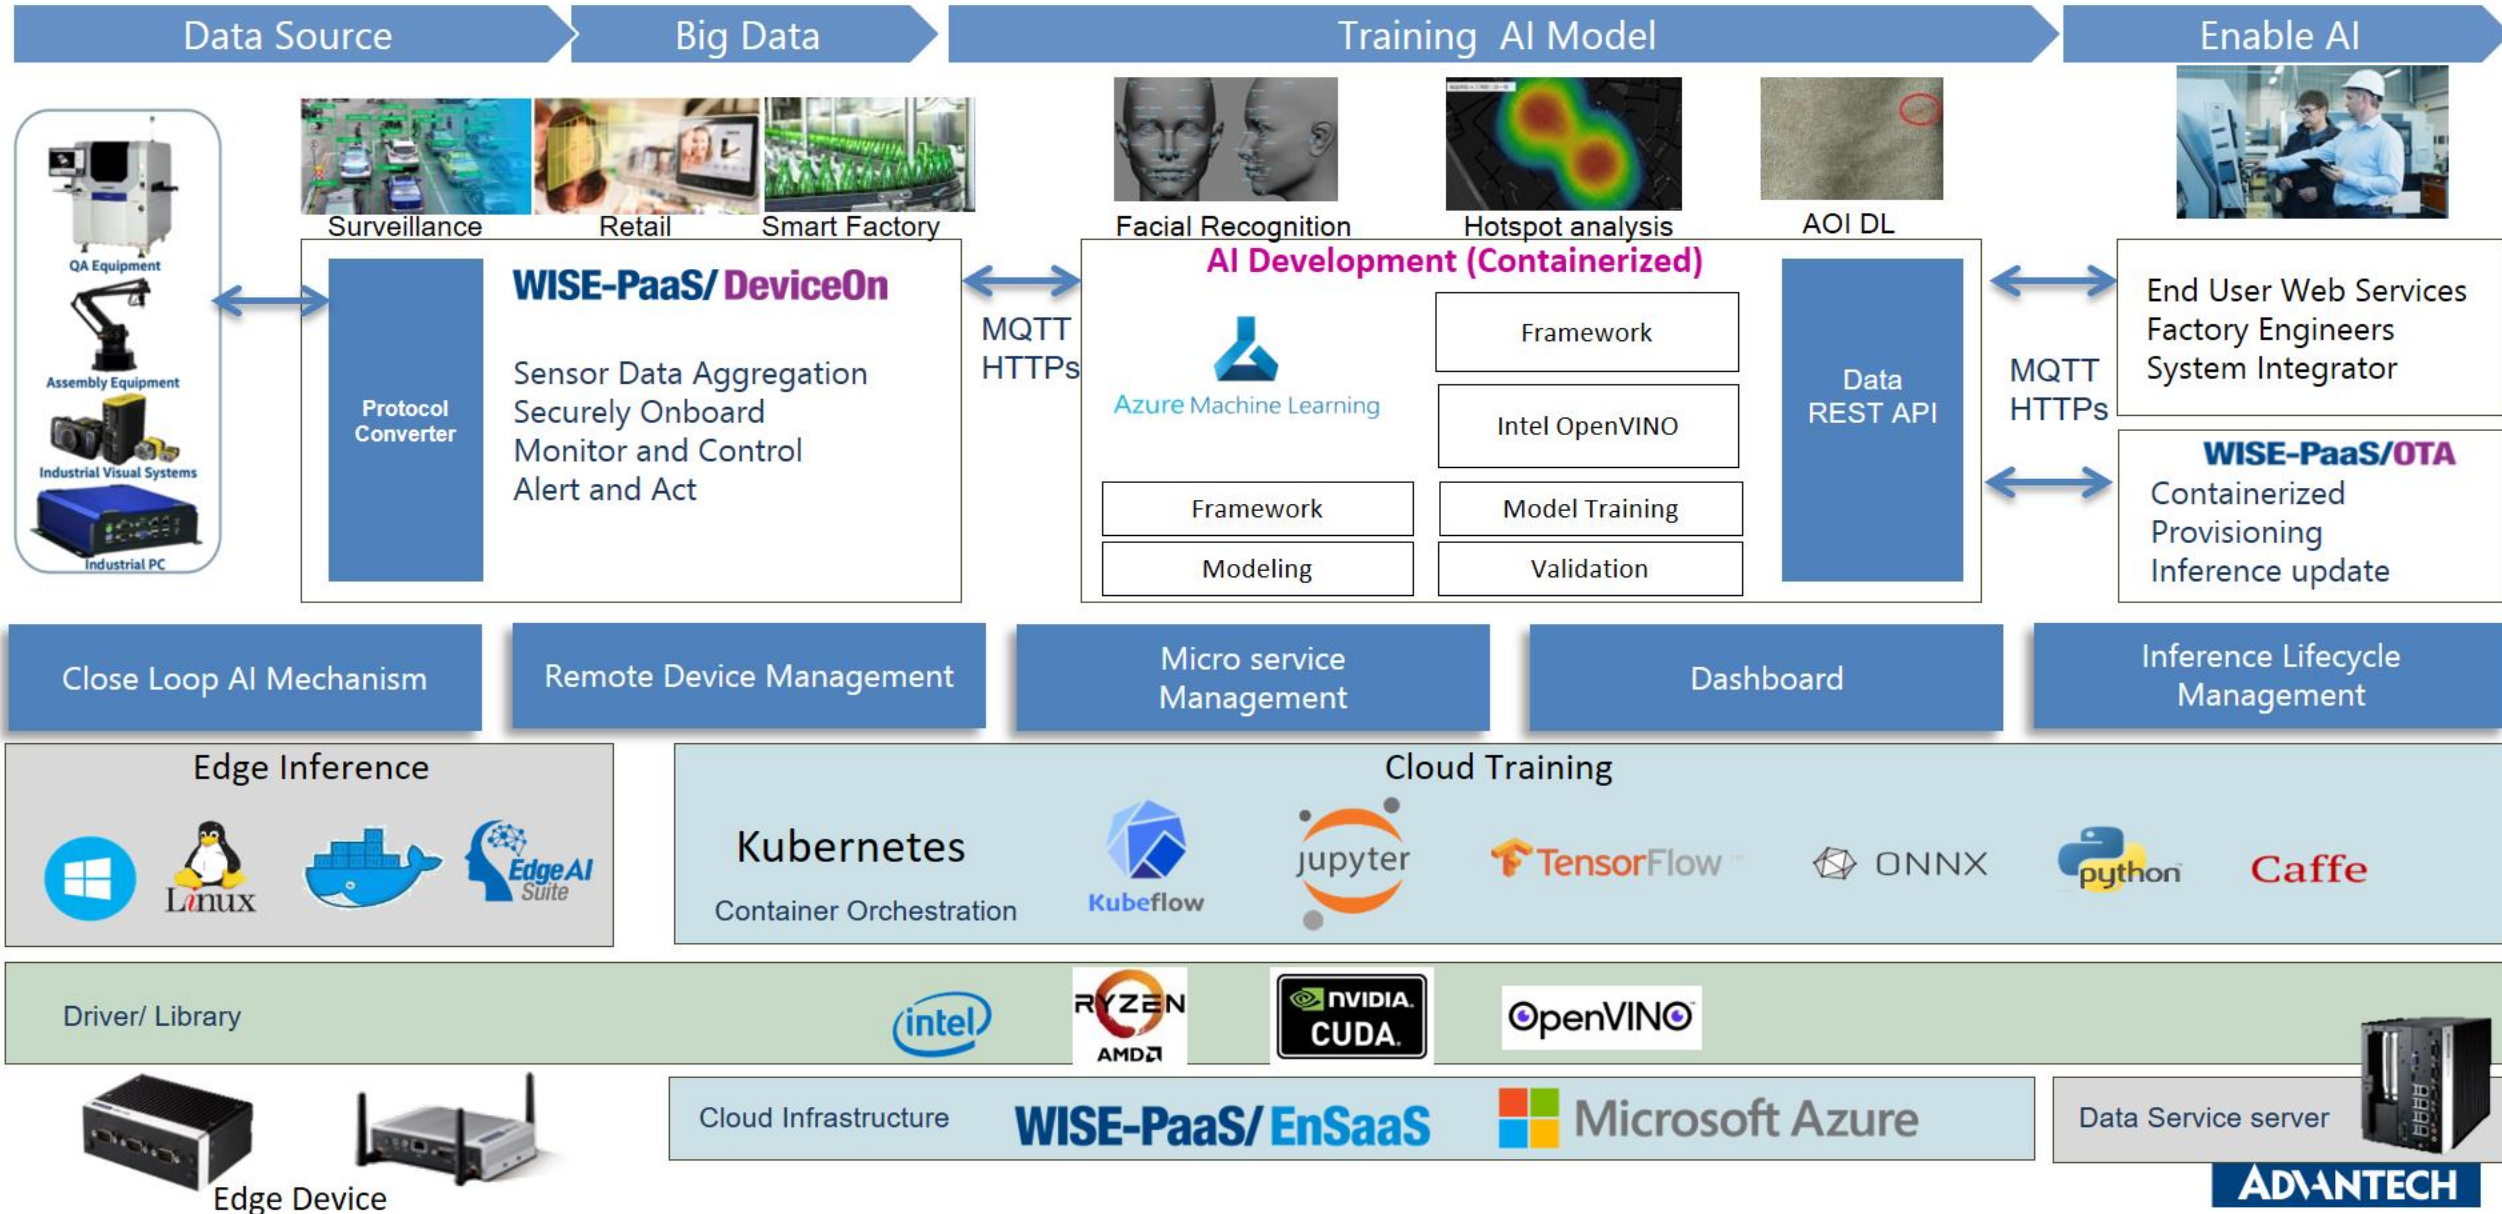 Data Source
Big Data
Training AI Model
Enable AI
QA Equipment
Assembly Equipment
Industrial Visual Systems
Industrial PC
Surveillance
Retail
Smart Factory
Facial Recognition
Hotspot analysis
AOI DL
Protocol
Converter
WISE-PaaS/DeviceOn
Sensor Data Aggregation
Securely Onboard
Monitor and Control
Alert and Act
MQTT
HTTPs
AI Development (Containerized)
Azure Machine Learning
Framework
Intel OpenVINO
Framework
Model Training
Modeling
Validation
Data
REST API
MQTT
HTTPs
End User Web Services
Factory Engineers
System Integrator
WISE-PaaS/OTA
Containerized
Provisioning
Inference update
Close Loop AI Mechanism
Remote Device Management
Micro service
Management
Dashboard
Inference Lifecycle
Management
Edge Inference
Linux
EdgeAI
Suite
Cloud Training
Kubernetes
Container Orchestration
Kubeflow
jupyter
TensorFlow™
ONNX
python™
Caffe
Driver/ Library
intel
RYZEN
AMD
NVIDIA.
CUDA.
OpenVINO™
Edge Device
Cloud Infrastructure
WISE-PaaS/EnSaaS
Microsoft Azure
Data Service server
ADVANTECH